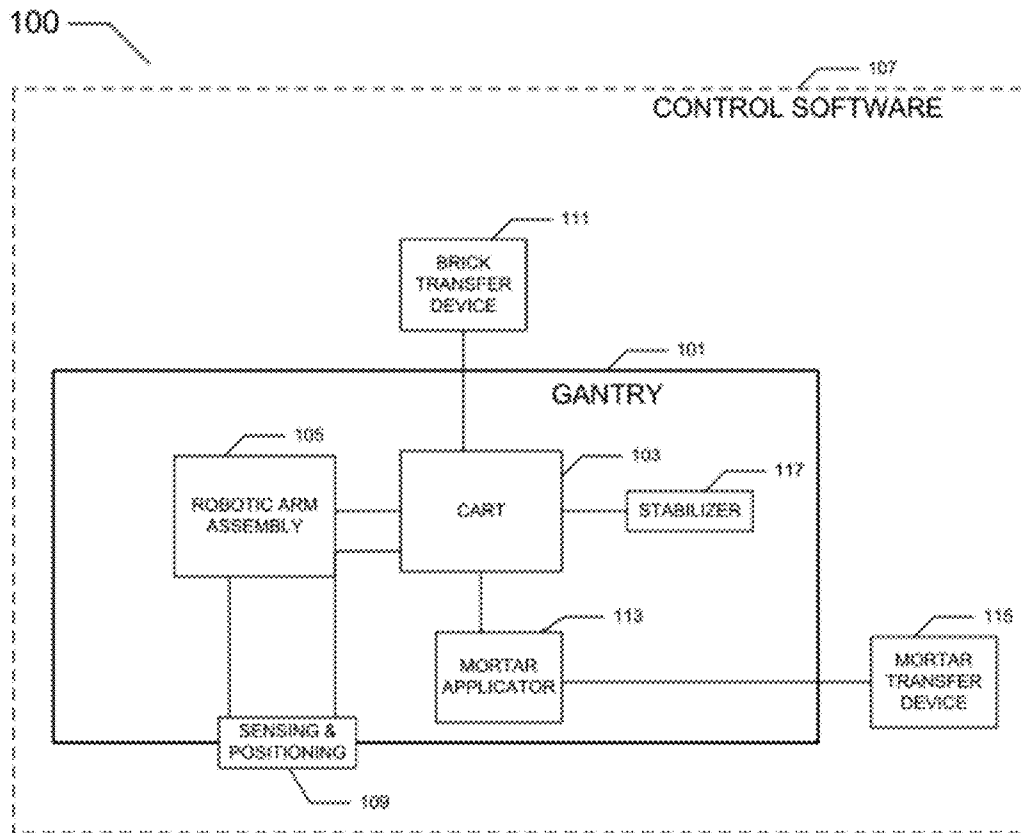 100
107
CONTROL SOFTWARE
111
BRICK
TRANSFER
DEVICE
101
GANTRY
105
ROBOTIC ARM
ASSEMBLY
103
CART
117
STABILIZER
113
MORTAR
APPLICATOR
115
MORTAR
TRANSFER
DEVICE
SENSING &
POSITIONING
109